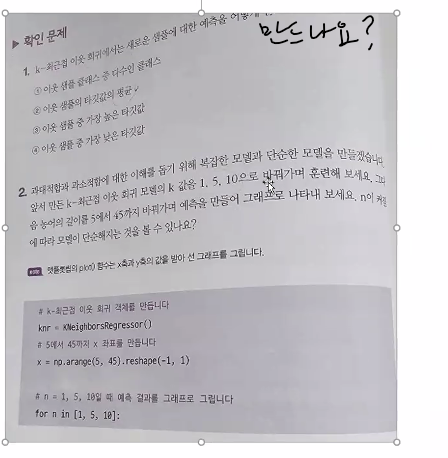 만드나요?
▶ 확인 문제
1. k-최근접 이웃 회귀에서는 새로운 샘플에 대한 예측을 어떻게
① 이웃 샘플 클래스 중 다수인 클래스
② 이웃 샘플의 타깃값의 평균 ✓
③ 이웃 샘플 중 가장 높은 타깃값
④ 이웃 샘플 중 가장 낮은 타깃값
2. 과대적합과 과소적합에 대한 이해를 돕기 위해 복잡한 모델과 단순한 모델을 만들겠습니다.
앞서 만든 k-최근접 이웃 회귀 모델의 k 값을 1, 5, 10으로 바꿔가며 훈련해 보세요. 그다
음 농어의 길이를 5에서 45까지 바꿔가며 예측을 만들어 그래프로 나타내 보세요. n이 커짐
에 따라 모델이 단순해지는 것을 볼 수 있나요?
note 맷플롯립의 plot() 함수는 x축과 y축의 값을 받아 선 그래프를 그립니다.
# k-최근접 이웃 회귀 객체를 만듭니다
knr = KNeighborsRegressor()
# 5에서 45까지 x 좌표를 만듭니다
x = np.arange(5, 45).reshape(-1, 1)
# n = 1, 5, 10일 때 예측 결과를 그래프로 그립니다
for n in [1, 5, 10]: